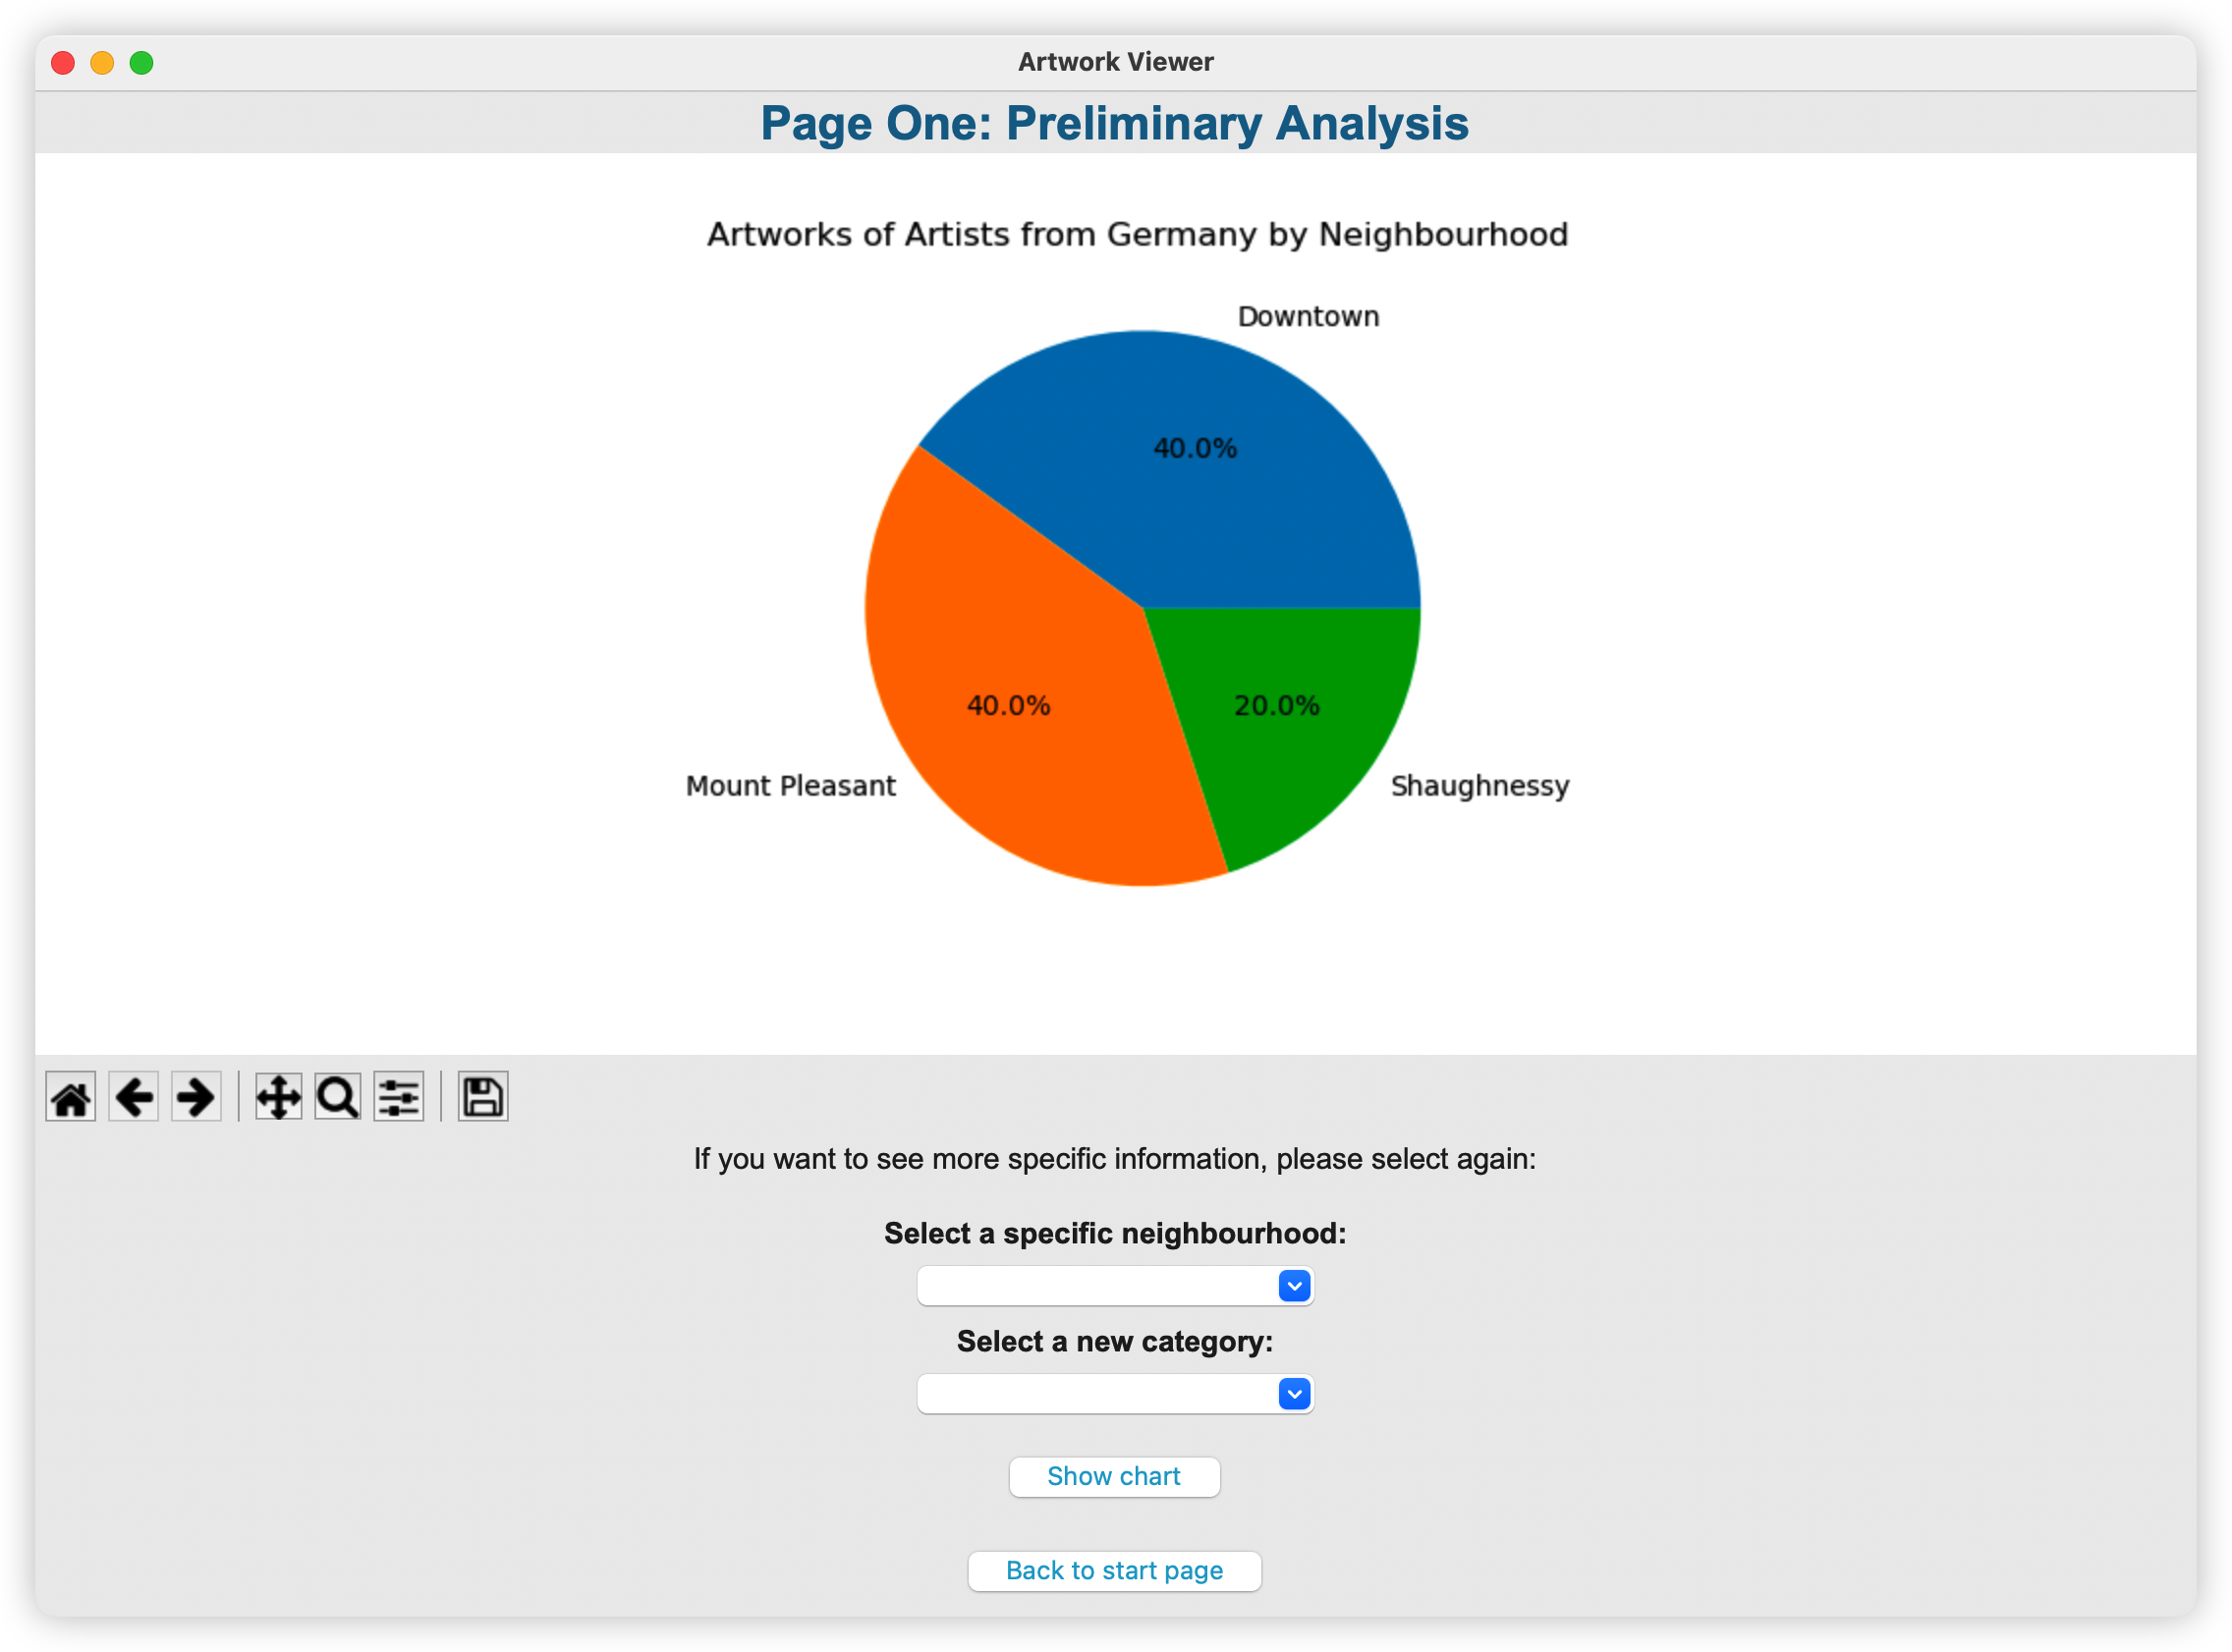 Artwork Viewer
Page One: Preliminary Analysis
Artworks of Artists from Germany by Neighbourhood
Downtown
40.0%
40.0%
20.0%
Mount Pleasant
Shaughnessy
If you want to see more specific information, please select again:
Select a specific neighbourhood:
Select a new category:
Show chart
Back to start page